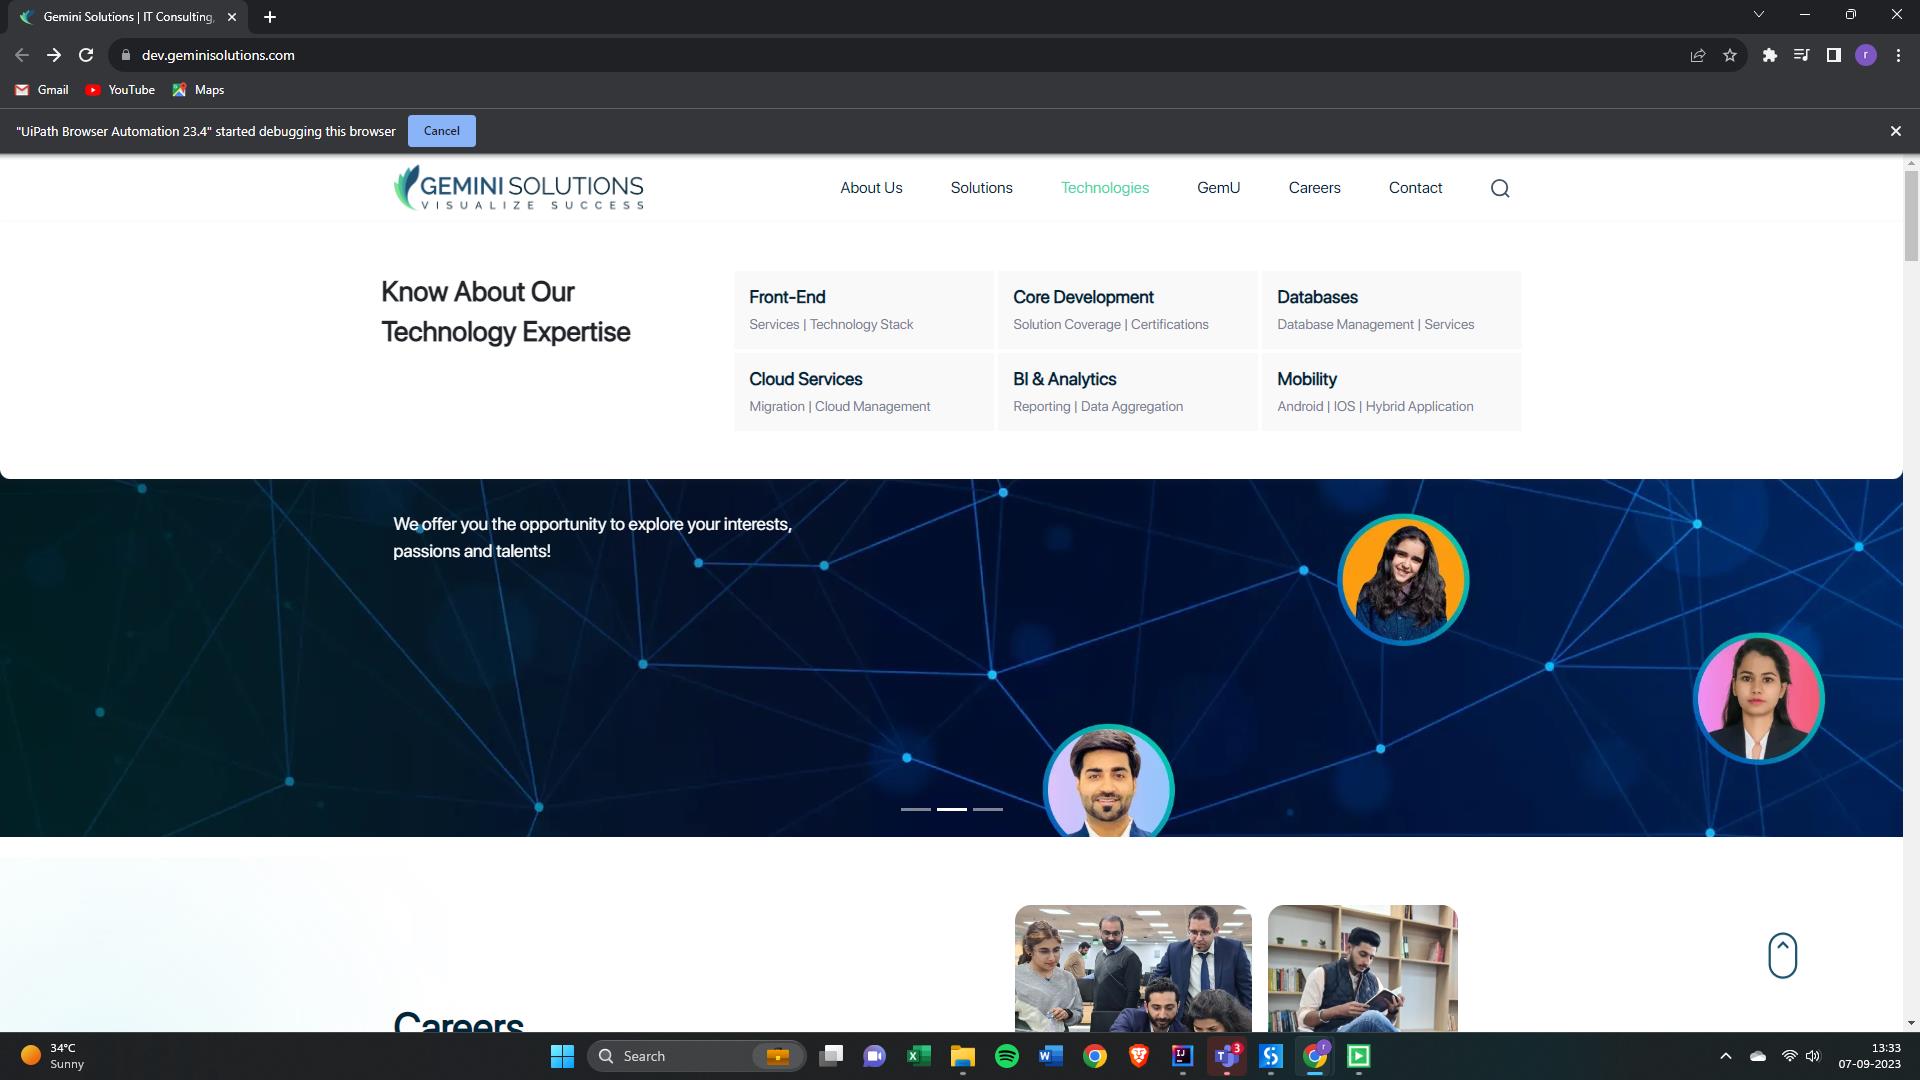 Gemini Solutions | IT Consulting,
dev.geminisolutions.com
r
Gmail
YouTube
Maps
"UiPath Browser Automation 23.4" started debugging this browser
Cancel
GEMINI SOLUTIONS
VISUALIZE SUCCESS
About Us
Solutions
Technologies
GemU
Careers
Contact
Know About Our
Technology Expertise
Front-End
Services | Technology Stack
Core Development
Solution Coverage | Certifications
Databases
Database Management | Services
Cloud Services
Migration | Cloud Management
BI & Analytics
Reporting | Data Aggregation
Mobility
Android | IOS | Hybrid Application
We offer you the opportunity to explore your interests,
passions and talents!
Careers
34°C
Sunny
Search
3
r
13:33
07-09-2023